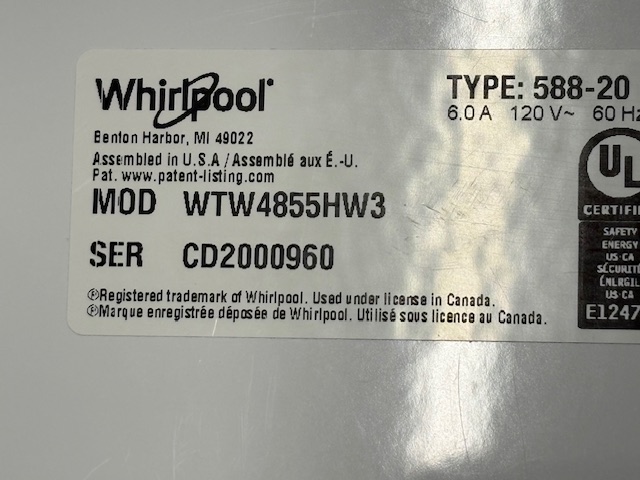 Whirlpool®
Benton Harbor, MI 49022
Assembled in U.S.A / Assemblé aux É.-U.
Pat. www.patent-listing.com
MOD WTW4855HW3
SER CD2000960
®Registered trademark of Whirlpool. Used under license in Canada.
®Marque enregistrée déposée de Whirlpool. Utilisé sous licence au Canada.
TYPE: 588-20
6.0 A 120 V~ 60 Hz
UL
SAFETY
ENERGY
US-CA
SÉCURITÉ
US-CA
E1247